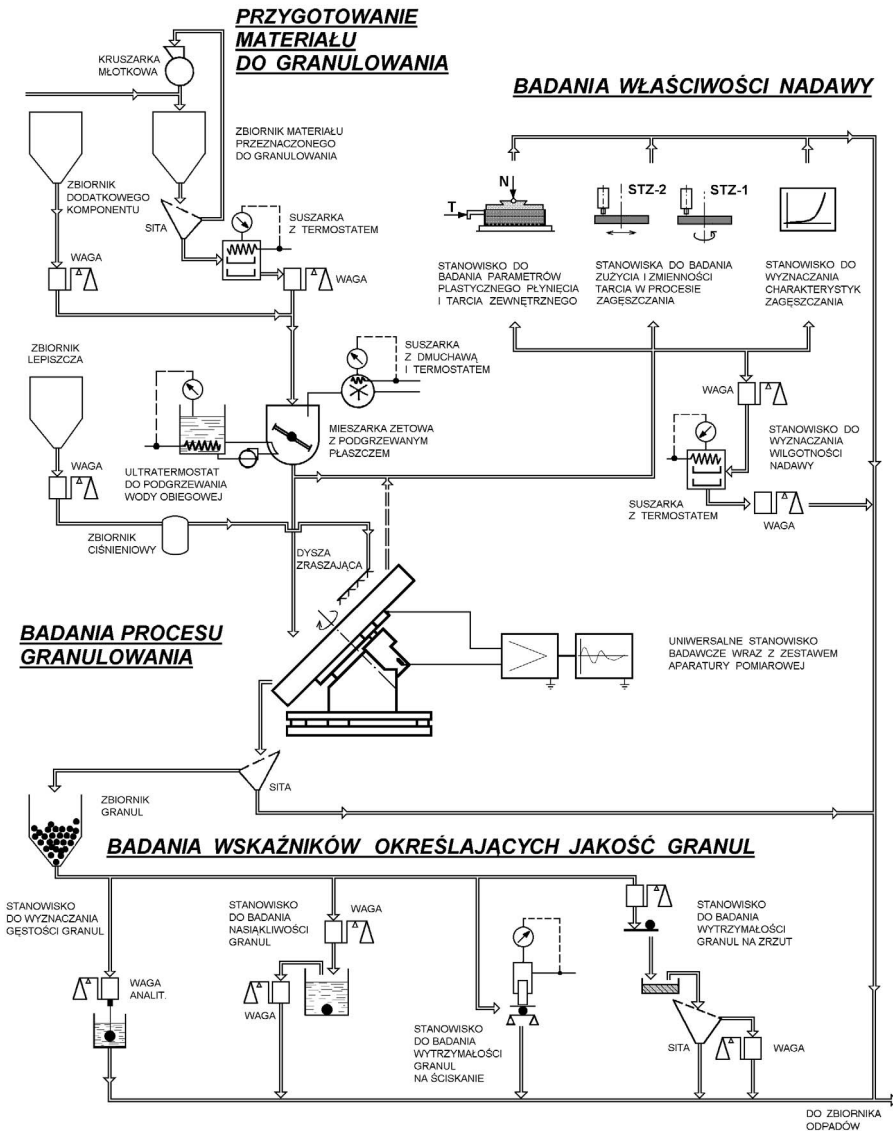 PRZYGOTOWANIE
MATERIAŁU
DO GRANULOWANIA
KRUSZARKA
MŁOTKOWA
BADANIA WŁAŚCIWOŚCI NADAWY
ZBIORNIK MATERIAŁU
PRZEZNACZONEGO
DO GRANULOWANIA
ZBIORNIK
DODATKOWEGO
KOMPONENTU
SITA
SUSZARKA
Z TERMOSTATEM
WAGA
WAGA
N
T
STZ-2
STZ-1
STANOWISKO DO
BADANIA PARAMETRÓW
PLASTYCZNEGO PŁYNIĘCIA
I TARCIA ZEWNĘTRZNEGO
STANOWISKA DO BADANIA
ZUŻYCIA I ZMIENNOŚCI
TARCIA W PROCESIE
ZAGĘSZCZANIA
STANOWISKO DO
WYZNACZANIA
CHARAKTERYSTYK
ZAGĘSZCZANIA
ZBIORNIK
LEPISZCZA
SUSZARKA
Z DMUCHAWĄ
I TERMOSTATEM
MIESZARKA ZETOWA
Z PODGRZEWANYM
PŁASZCZEM
WAGA
ULTRATERMOSTAT
DO PODGRZEWANIA
WODY OBIEGOWEJ
WAGA
STANOWISKO DO
WYZNACZANIA
WILGOTNOŚCI
NADAWY
SUSZARKA
Z TERMOSTATEM
WAGA
ZBIORNIK
CIŚNIENIOWY
DYSZA
ZRASZAJĄCA
BADANIA PROCESU
GRANULOWANIA
UNIWERSALNE STANOWISKO
BADAWCZE WRAZ Z ZESTAWEM
APARATURY POMIAROWEJ
SITA
ZBIORNIK
GRANUL
BADANIA WSKAŹNIKÓW OKREŚLAJĄCYCH JAKOŚĆ GRANUL
STANOWISKO
DO WYZNACZANIA
GĘSTOŚCI GRANUL
STANOWISKO
DO BADANIA
NASIĄKLIWOŚCI
GRANUL
WAGA
STANOWISKO
DO BADANIA
WYTRZYMAŁOŚCI
GRANUL NA ZRZUT
WAGA
ANALIT.
WAGA
STANOWISKO
DO BADANIA
WYTRZYMAŁOŚCI
GRANUL
NA ŚCISKANIE
SITA
WAGA
DO ZBIORNIKA
ODPADÓW